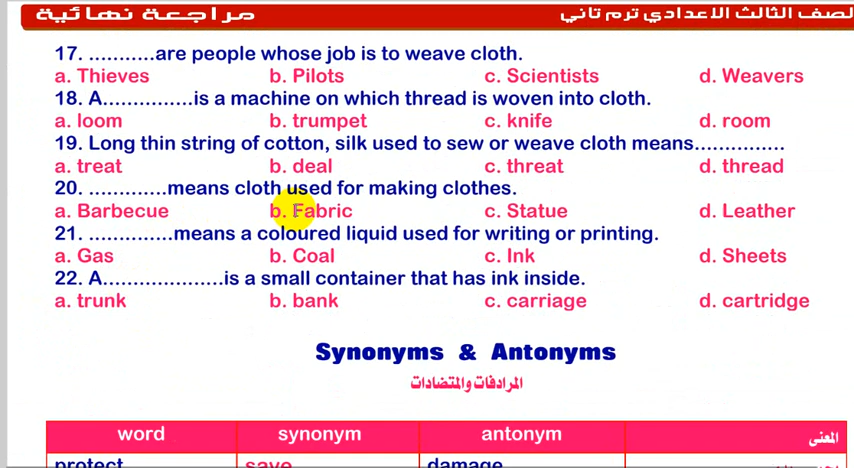 الصف الثالث الاعدادي ترم تاني مراجعة نهائية
17. ...........are people whose job is to weave cloth.
a. Thieves b. Pilots c. Scientists d. Weavers
18. A...............is a machine on which thread is woven into cloth.
a. loom b. trumpet c. knife d. room
19. Long thin string of cotton, silk used to sew or weave cloth means...............
a. treat b. deal c. threat d. thread
20. .............means cloth used for making clothes.
a. Barbecue b. Fabric c. Statue d. Leather
21. ..............means a coloured liquid used for writing or printing.
a. Gas b. Coal c. Ink d. Sheets
22. A....................is a small container that has ink inside.
a. trunk b. bank c. carriage d. cartridge
Synonyms & Antonyms
المرادفات والمتضادات
word synonym antonym المعنى
protect save damage